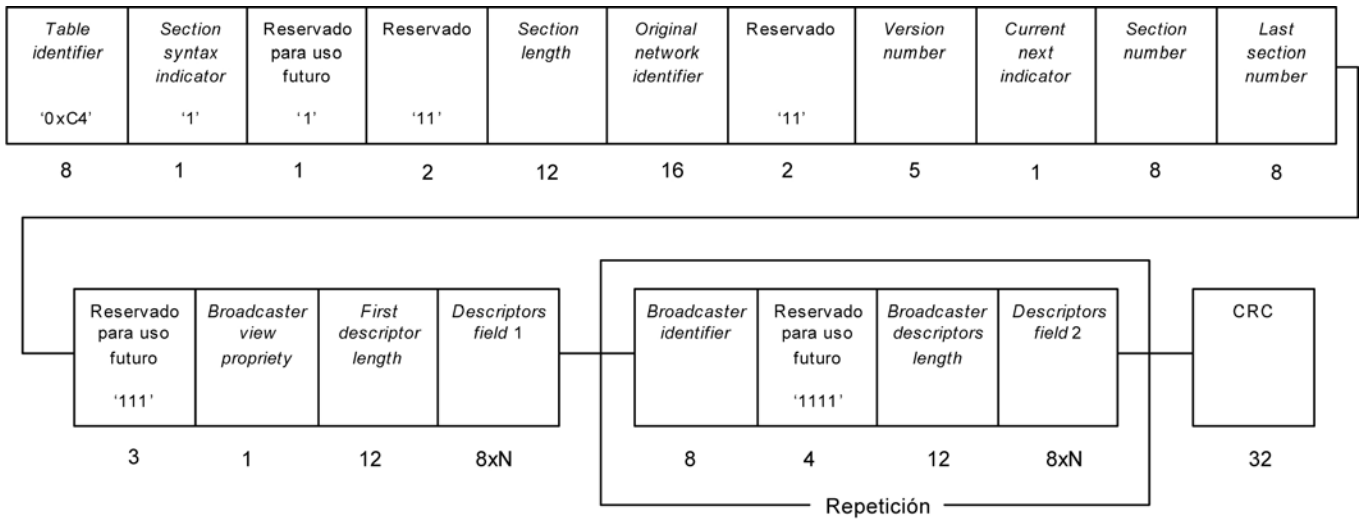 Table identifier '0xC4'
Section syntax indicator '1'
Reservado para uso futuro '1'
Reservado '11'
Section length
Original network identifier
Reservado '11'
Version number
Current next indicator
Section number
Last section number
8 1 1 2 12 16 2 5 1 8 8
Reservado para uso futuro '111'
Broadcaster view propriety
First descriptor length
Descriptors field 1
Broadcaster identifier
Reservado para uso futuro '1111'
Broadcaster descriptors length
Descriptors field 2
CRC
3 1 12 8xN 8 4 12 8xN 32
Repetición